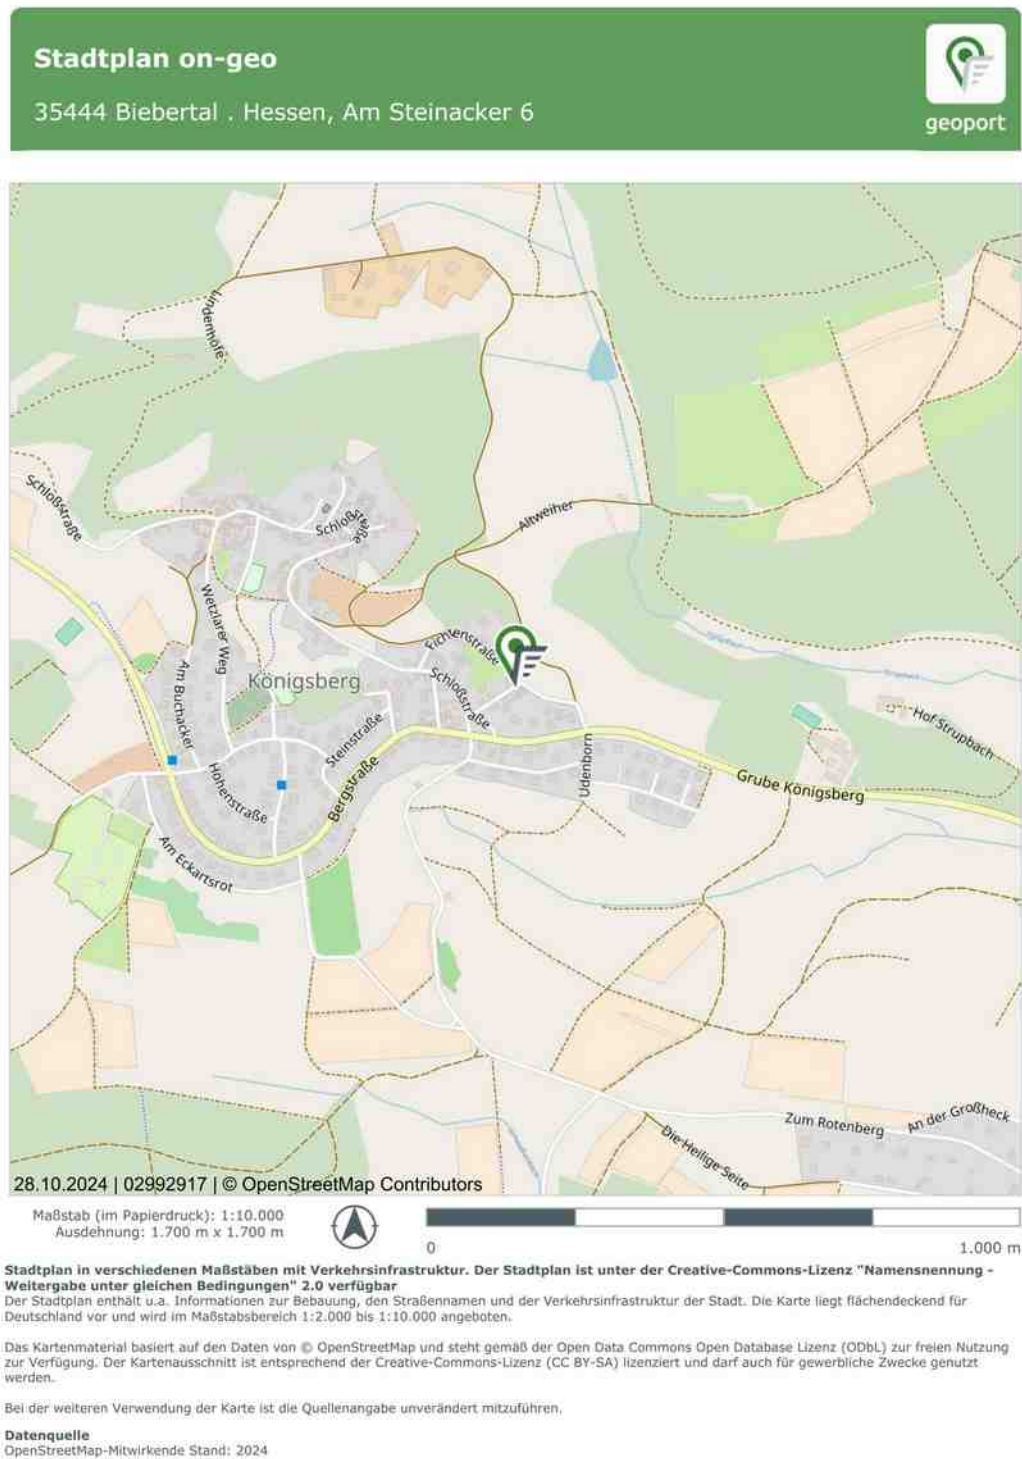 Stadtplan on-geo
35444 Biebertal . Hessen, Am Steinacker 6
geoport
Lindenhöfe
Schloßstraße
Schloßstraße
Altweiher
Wetzlarer Weg
Fichtenstraße
Am Buchacker
Königsberg
Schloßstraße
Hof Strupbach
Steinstraße
Bergstraße
Udenborn
Hohenstraße
Grube Königsberg
Am Eckartsrot
Zum Rotenberg
An der Großheck
Die Heilige Seite
28.10.2024 | 02992917 | © OpenStreetMap Contributors
Maßstab (im Papierdruck): 1:10.000
Ausdehnung: 1.700 m x 1.700 m
0
1.000 m
Stadtplan in verschiedenen Maßstäben mit Verkehrsinfrastruktur. Der Stadtplan ist unter der Creative-Commons-Lizenz "Namensnennung -
Weitergabe unter gleichen Bedingungen" 2.0 verfügbar
Der Stadtplan enthält u.a. Informationen zur Bebauung, den Straßennamen und der Verkehrsinfrastruktur der Stadt. Die Karte liegt flächendeckend für
Deutschland vor und wird im Maßstabsbereich 1:2.000 bis 1:10.000 angeboten.
Das Kartenmaterial basiert auf den Daten von © OpenStreetMap und steht gemäß der Open Data Commons Open Database Lizenz (ODbL) zur freien Nutzung
zur Verfügung. Der Kartenausschnitt ist entsprechend der Creative-Commons-Lizenz (CC BY-SA) lizenziert und darf auch für gewerbliche Zwecke genutzt
werden.
Bei der weiteren Verwendung der Karte ist die Quellenangabe unverändert mitzuführen.
Datenquelle
OpenStreetMap-Mitwirkende Stand: 2024